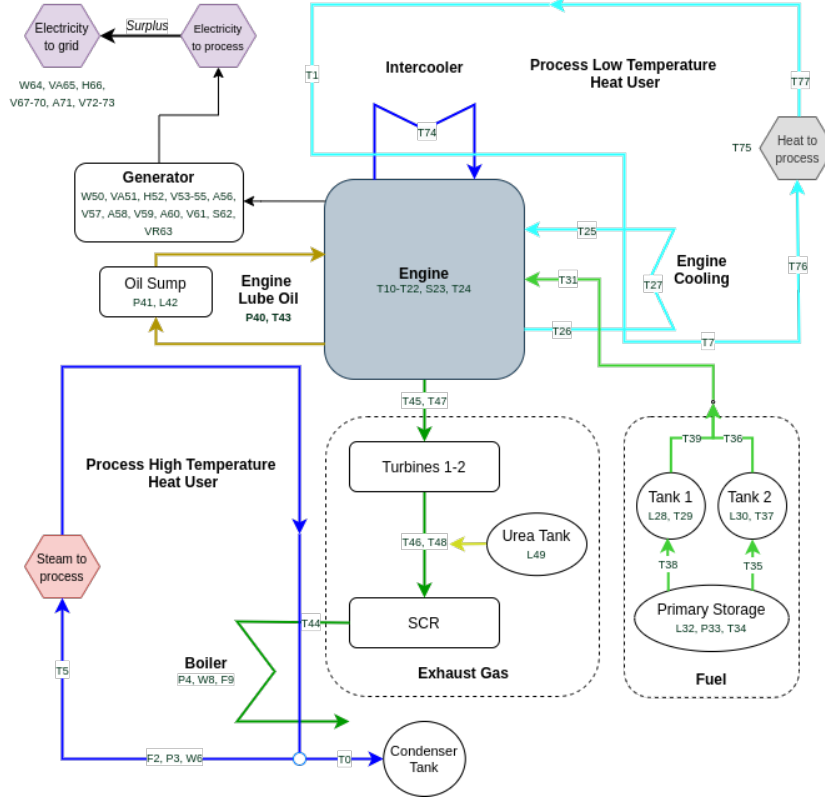 Electricity
to grid
Surplus
Electricity
to process
W64, VA65, H66,
V67-70, A71, V72-73
T1
Intercooler
T74
Process Low Temperature
Heat User
T77
T75
Heat to
process
T76
Generator
W50, VA51, H52, V53-55, A56,
V57, A58, V59, A60, V61, S62,
VR63
Oil Sump
P41, L42
Engine
Lube Oil
P40, T43
Engine
T10-T22, S23, T24
T25
T31
T26
T27
Engine
Cooling
T7
T45, T47
Process High Temperature
Heat User
Turbines 1-2
T46, T48
Urea Tank
L49
SCR
Exhaust Gas
T39
T36
Tank 1
L28, T29
Tank 2
L30, T37
T38
T35
Primary Storage
L32, P33, T34
Fuel
Steam to
process
T44
Boiler
P4, W8, F9
T5
F2, P3, W6
T0
Condenser
Tank